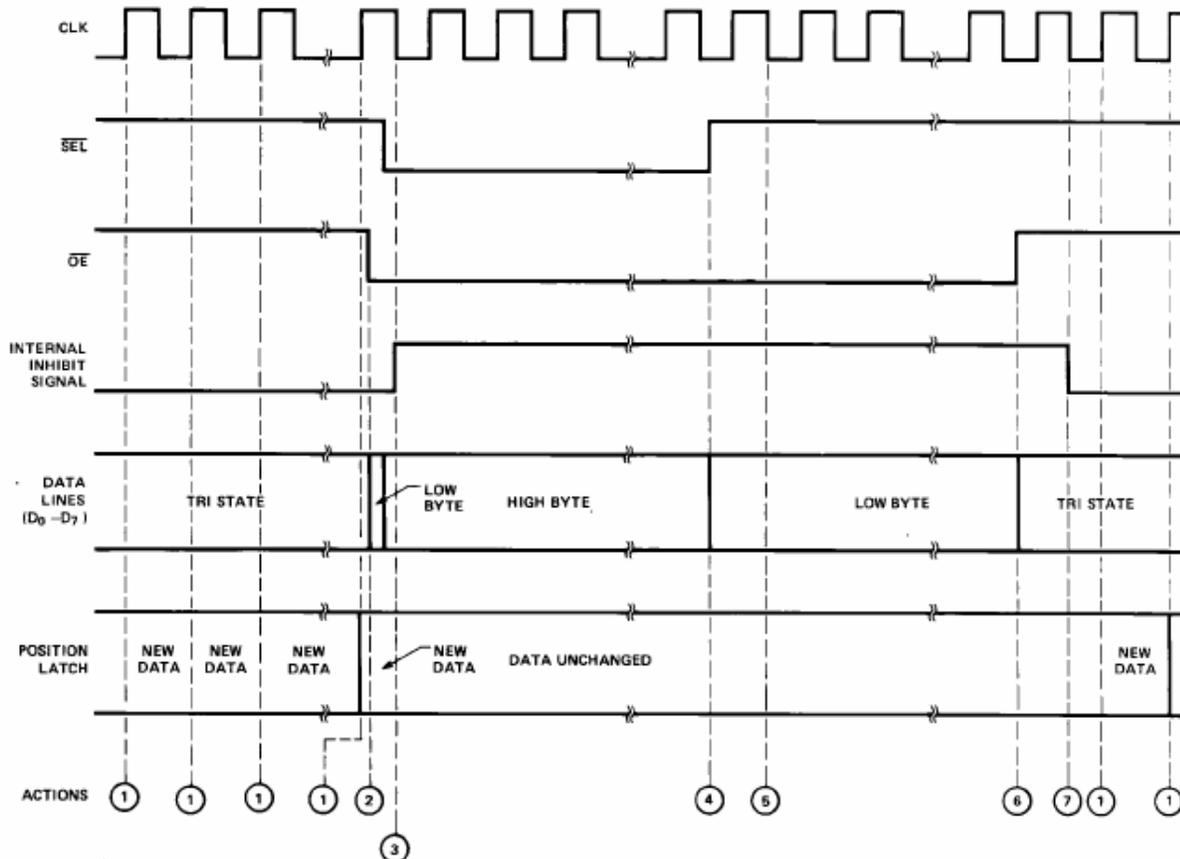 CLK
SEL
OE
INTERNAL
INHIBIT
SIGNAL
DATA
LINES
(D0 –D7 )
TRI STATE
LOW
BYTE
HIGH BYTE
LOW BYTE
TRI STATE
POSITION
LATCH
NEW
DATA
NEW
DATA
NEW
DATA
NEW
DATA
DATA UNCHANGED
NEW
DATA
ACTIONS
1
1
1
1
2
3
4
5
6
7
1
1